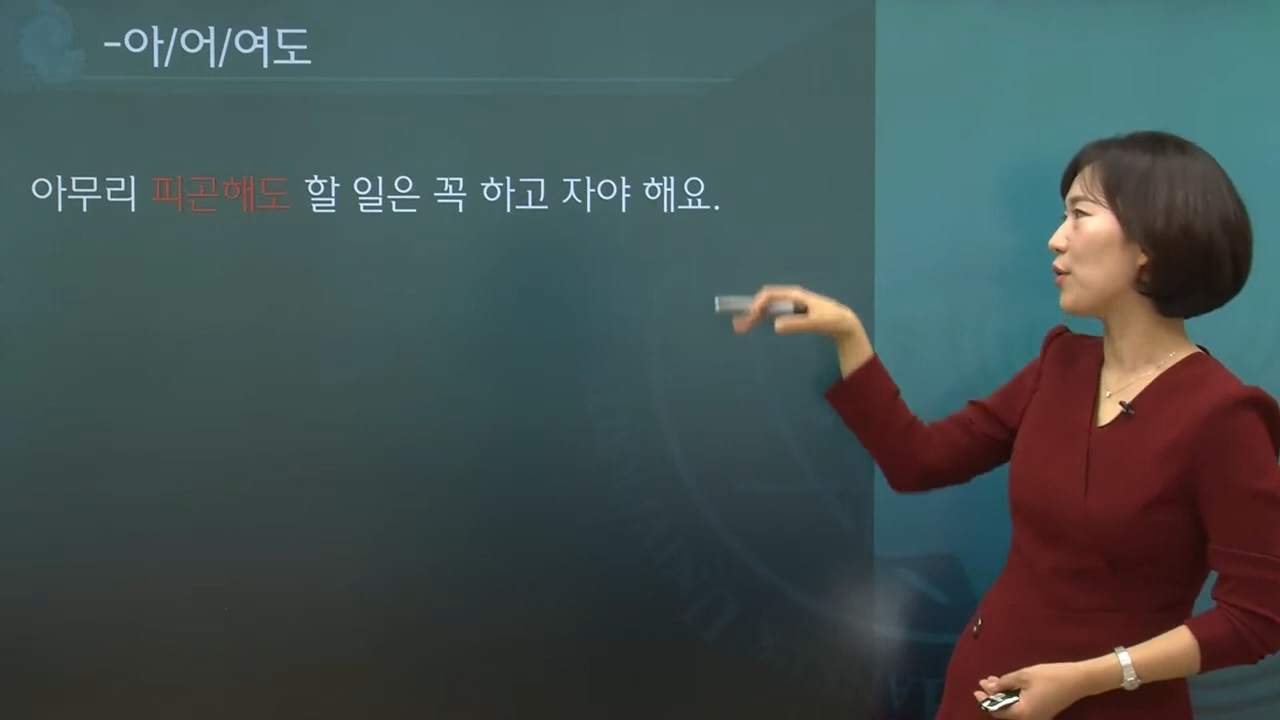 -아/어/여도
아무리 피곤해도 할 일은 꼭 하고 자야 해요.